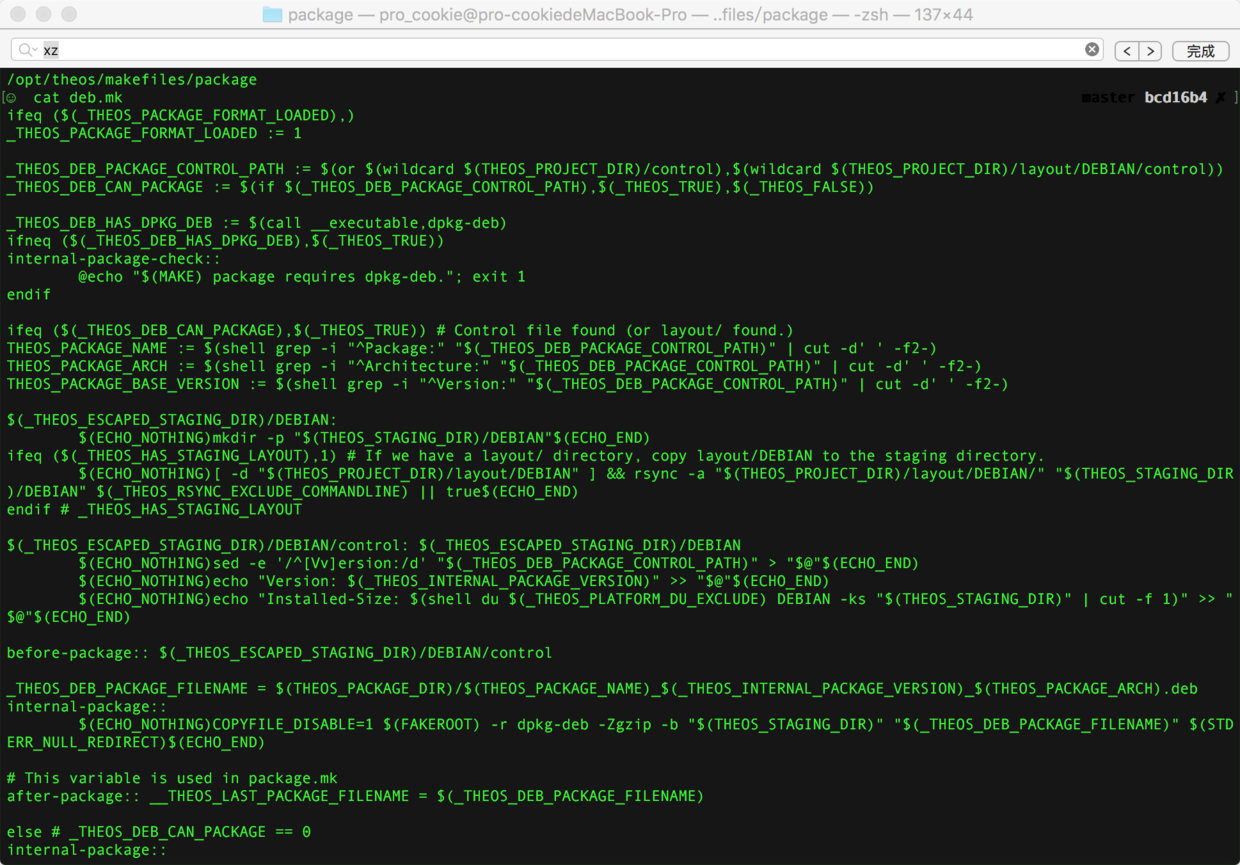 package — pro_cookie@pro-cookiedeMacBook-Pro — ..files/package — -zsh — 137×44
xz
< > 完成
/opt/theos/makefiles/package
[☺  cat deb.mk master bcd16b4 ✗ ]
ifeq ($(_THEOS_PACKAGE_FORMAT_LOADED),)
_THEOS_PACKAGE_FORMAT_LOADED := 1
_THEOS_DEB_PACKAGE_CONTROL_PATH := $(or $(wildcard $(THEOS_PROJECT_DIR)/control),$(wildcard $(THEOS_PROJECT_DIR)/layout/DEBIAN/control))
_THEOS_DEB_CAN_PACKAGE := $(if $(_THEOS_DEB_PACKAGE_CONTROL_PATH),$(_THEOS_TRUE),$(_THEOS_FALSE))
_THEOS_DEB_HAS_DPKG_DEB := $(call __executable,dpkg-deb)
ifneq ($(_THEOS_DEB_HAS_DPKG_DEB),$(_THEOS_TRUE))
internal-package-check::
        @echo "$(MAKE) package requires dpkg-deb."; exit 1
endif
ifeq ($(_THEOS_DEB_CAN_PACKAGE),$(_THEOS_TRUE)) # Control file found (or layout/ found.)
THEOS_PACKAGE_NAME := $(shell grep -i "^Package:" "$(_THEOS_DEB_PACKAGE_CONTROL_PATH)" | cut -d' ' -f2-)
THEOS_PACKAGE_ARCH := $(shell grep -i "^Architecture:" "$(_THEOS_DEB_PACKAGE_CONTROL_PATH)" | cut -d' ' -f2-)
THEOS_PACKAGE_BASE_VERSION := $(shell grep -i "^Version:" "$(_THEOS_DEB_PACKAGE_CONTROL_PATH)" | cut -d' ' -f2-)
$(_THEOS_ESCAPED_STAGING_DIR)/DEBIAN:
        $(ECHO_NOTHING)mkdir -p "$(THEOS_STAGING_DIR)/DEBIAN"$(ECHO_END)
ifeq ($(_THEOS_HAS_STAGING_LAYOUT),1) # If we have a layout/ directory, copy layout/DEBIAN to the staging directory.
        $(ECHO_NOTHING)[ -d "$(THEOS_PROJECT_DIR)/layout/DEBIAN" ] && rsync -a "$(THEOS_PROJECT_DIR)/layout/DEBIAN/" "$(THEOS_STAGING_DIR
)/DEBIAN" $(_THEOS_RSYNC_EXCLUDE_COMMANDLINE) || true$(ECHO_END)
endif # _THEOS_HAS_STAGING_LAYOUT
$(_THEOS_ESCAPED_STAGING_DIR)/DEBIAN/control: $(_THEOS_ESCAPED_STAGING_DIR)/DEBIAN
        $(ECHO_NOTHING)sed -e '/^[Vv]ersion:/d' "$(_THEOS_DEB_PACKAGE_CONTROL_PATH)" > "$@"$(ECHO_END)
        $(ECHO_NOTHING)echo "Version: $(_THEOS_INTERNAL_PACKAGE_VERSION)" >> "$@"$(ECHO_END)
        $(ECHO_NOTHING)echo "Installed-Size: $(shell du $(_THEOS_PLATFORM_DU_EXCLUDE) DEBIAN -ks "$(THEOS_STAGING_DIR)" | cut -f 1)" >> "
$@"$(ECHO_END)
before-package:: $(_THEOS_ESCAPED_STAGING_DIR)/DEBIAN/control
_THEOS_DEB_PACKAGE_FILENAME = $(THEOS_PACKAGE_DIR)/$(THEOS_PACKAGE_NAME)_$(_THEOS_INTERNAL_PACKAGE_VERSION)_$(THEOS_PACKAGE_ARCH).deb
internal-package::
        $(ECHO_NOTHING)COPYFILE_DISABLE=1 $(FAKEROOT) -r dpkg-deb -Zgzip -b "$(THEOS_STAGING_DIR)" "$(_THEOS_DEB_PACKAGE_FILENAME)" $(STD
ERR_NULL_REDIRECT)$(ECHO_END)
# This variable is used in package.mk
after-package:: __THEOS_LAST_PACKAGE_FILENAME = $(_THEOS_DEB_PACKAGE_FILENAME)
else # _THEOS_DEB_CAN_PACKAGE == 0
internal-package::